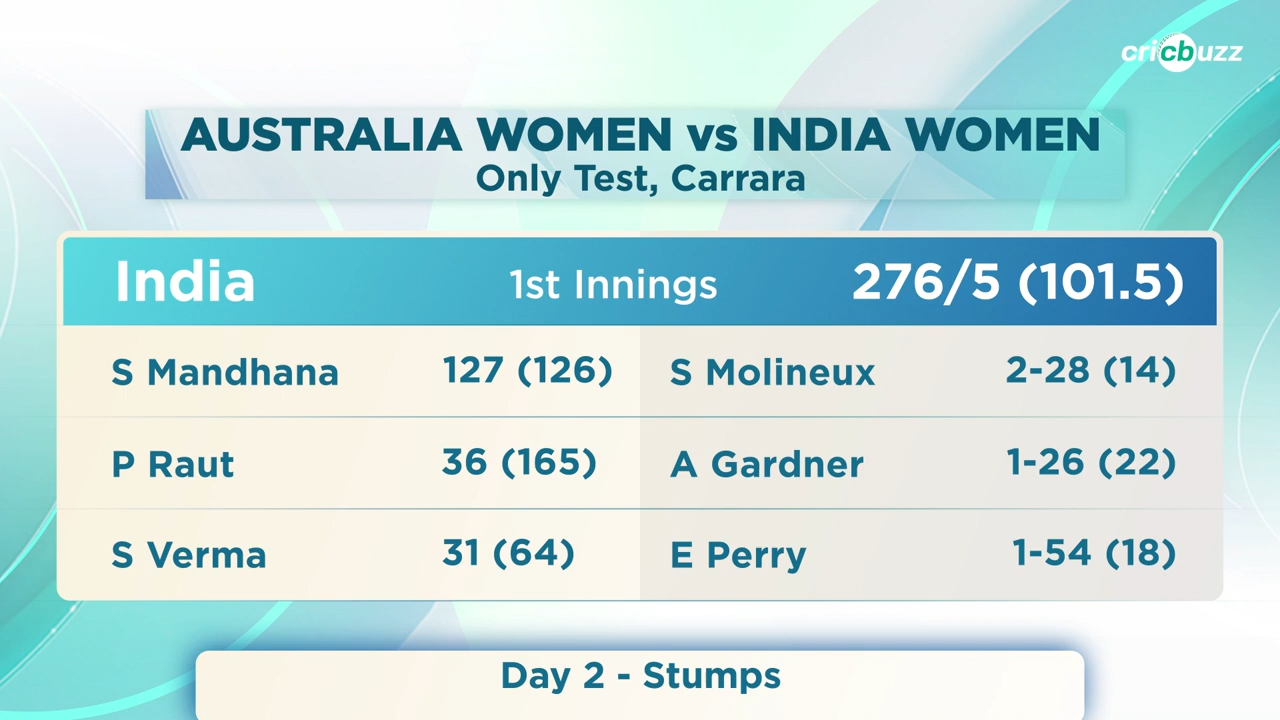 cricbuzz
AUSTRALIA WOMEN vs INDIA WOMEN
Only Test, Carrara
India 1st Innings 276/5 (101.5)
S Mandhana 127 (126) S Molineux 2-28 (14)
P Raut 36 (165) A Gardner 1-26 (22)
S Verma 31 (64) E Perry 1-54 (18)
Day 2 - Stumps